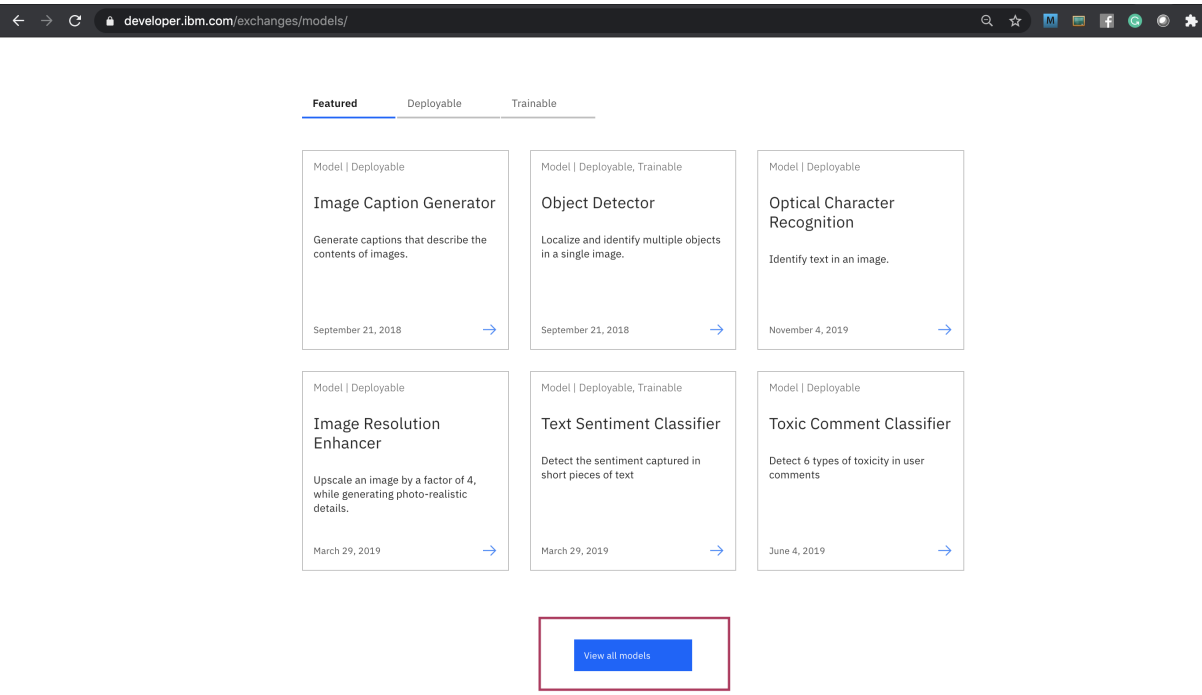 developer.ibm.com/exchanges/models/
Featured
Deployable
Trainable
Model | Deployable
Image Caption Generator
Generate captions that describe the
contents of images.
September 21, 2018
Model | Deployable, Trainable
Object Detector
Localize and identify multiple objects
in a single image.
September 21, 2018
Model | Deployable
Optical Character
Recognition
Identify text in an image.
November 4, 2019
Model | Deployable
Image Resolution
Enhancer
Upscale an image by a factor of 4,
while generating photo-realistic
details.
March 29, 2019
Model | Deployable, Trainable
Text Sentiment Classifier
Detect the sentiment captured in
short pieces of text
March 29, 2019
Model | Deployable
Toxic Comment Classifier
Detect 6 types of toxicity in user
comments
June 4, 2019
View all models